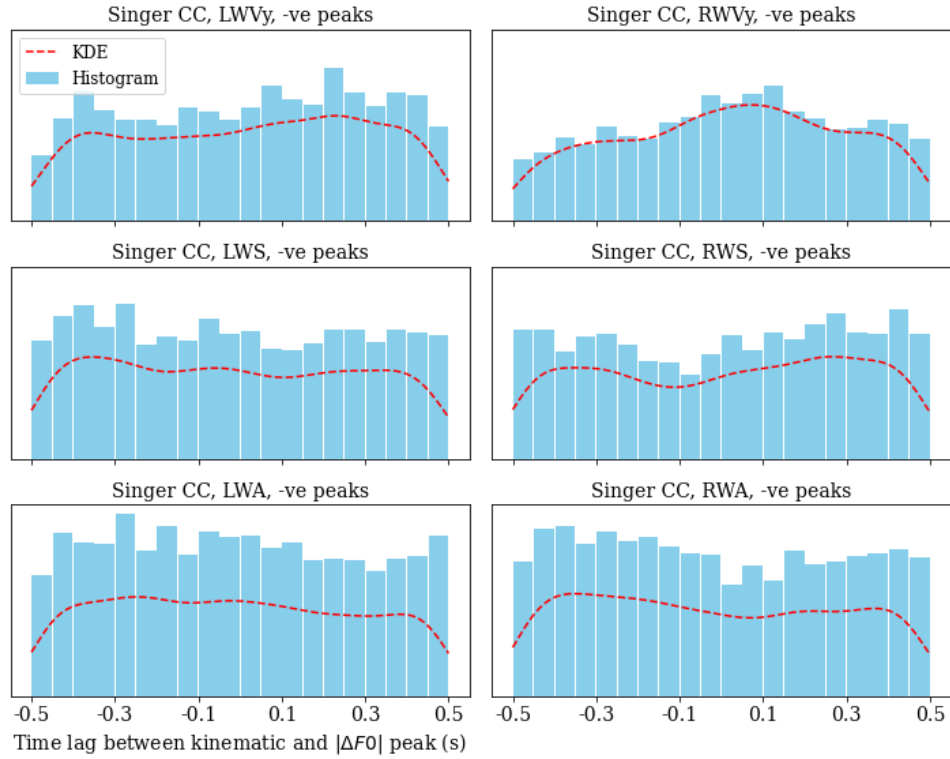 Singer CC, LWVy, -ve peaks
Singer CC, RWVy, -ve peaks
KDE
Histogram
Singer CC, LWS, -ve peaks
Singer CC, RWS, -ve peaks
Singer CC, LWA, -ve peaks
Singer CC, RWA, -ve peaks
-0.5 -0.3 -0.1 0.1 0.3 0.5
-0.5 -0.3 -0.1 0.1 0.3 0.5
Time lag between kinematic and |ΔF0| peak (s)